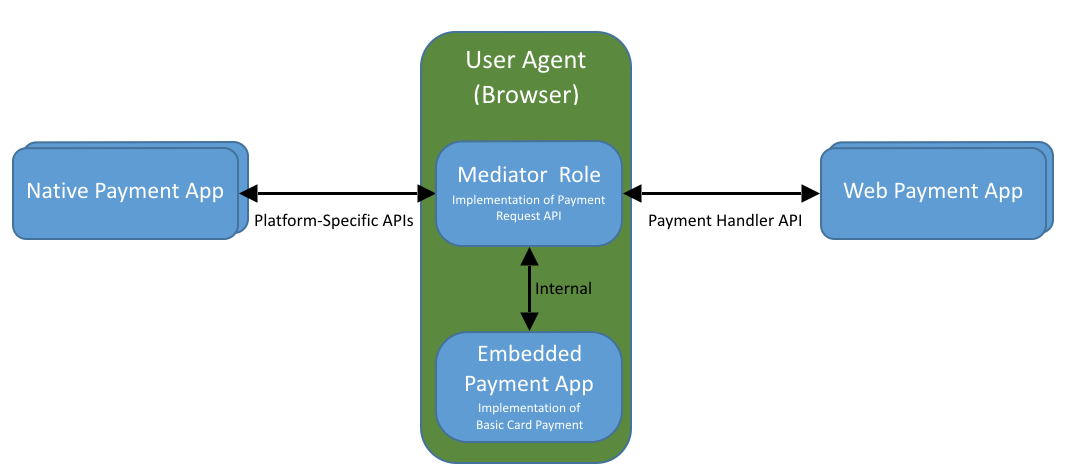 User Agent
(Browser)
Native Payment App
Platform-Specific APIs
Mediator Role
Implementation of Payment
Request API
Payment Handler API
Web Payment App
Internal
Embedded
Payment App
Implementation of
Basic Card Payment